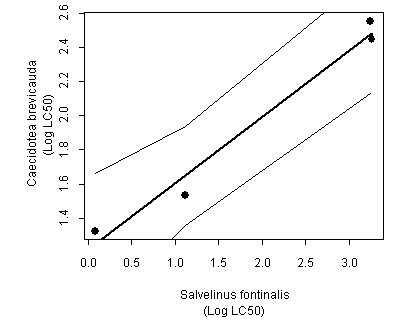 Caecidotea brevicauda
(Log LC50)
2.6
2.4
2.2
2.0
1.8
1.6
1.4
0.0 0.5 1.0 1.5 2.0 2.5 3.0
Salvelinus fontinalis
(Log LC50)